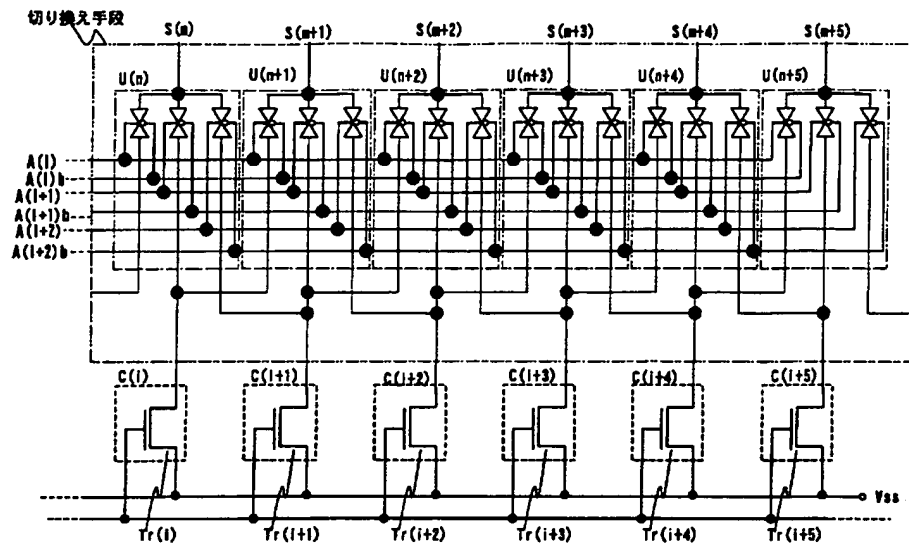 切り換え手段
S(m) S(m+1) S(m+2) S(m+3) S(m+4) S(m+5)
U(n) U(n+1) U(n+2) U(n+3) U(n+4) U(n+5)
A(l)
A(l)b
A(l+1)
A(l+1)b
A(l+2)
A(l+2)b
C(i) C(i+1) C(i+2) C(i+3) C(i+4) C(i+5)
Vss
Tr(i) Tr(i+1) Tr(i+2) Tr(i+3) Tr(i+4) Tr(i+5)